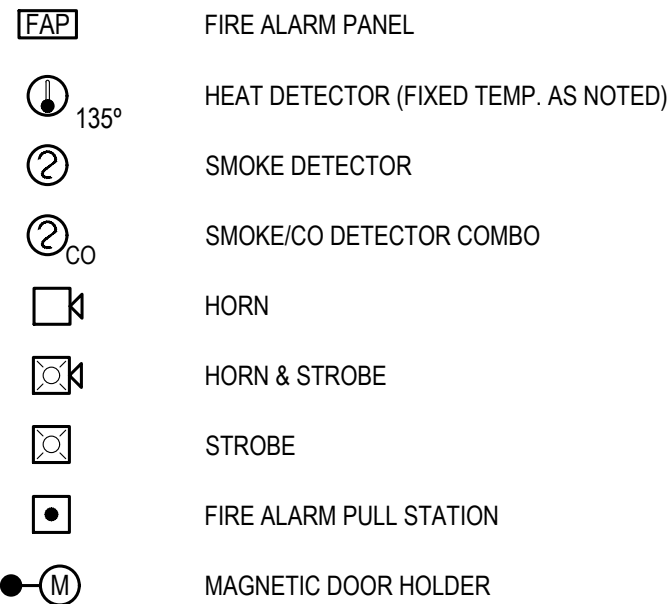 FAP FIRE ALARM PANEL
135º HEAT DETECTOR (FIXED TEMP. AS NOTED)
SMOKE DETECTOR
CO SMOKE/CO DETECTOR COMBO
HORN
HORN & STROBE
STROBE
FIRE ALARM PULL STATION
M MAGNETIC DOOR HOLDER